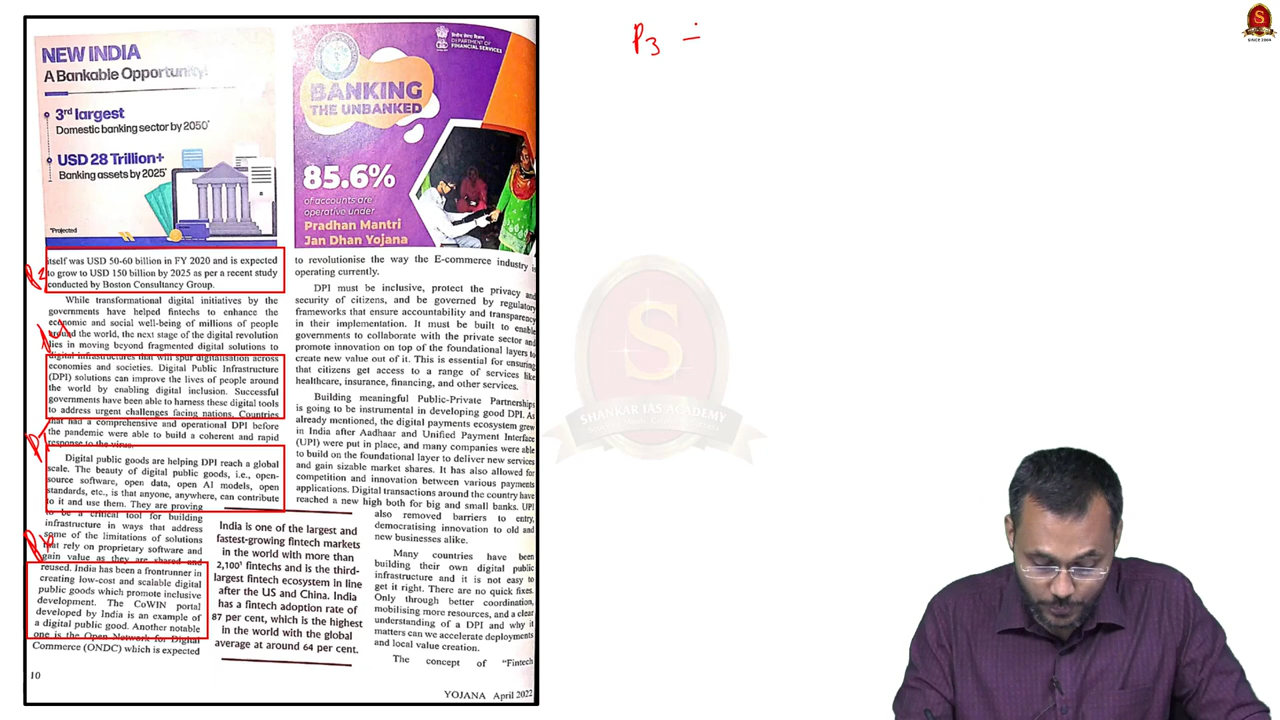 NEW INDIA
A Bankable Opportunity!
3rd largest
Domestic banking sector by 2050*
USD 28 Trillion+
Banking assets by 2025*
*Projected
DEPARTMENT OF
FINANCIAL SERVICES
BANKING
THE UNBANKED
85.6%
of accounts are
operative under
Pradhan Mantri
Jan Dhan Yojana
itself was USD 50-60 billion in FY 2020 and is expected
to grow to USD 150 billion by 2025 as per a recent study
conducted by Boston Consultancy Group.
While transformational digital initiatives by the
governments have helped fintechs to enhance the
economic and social well-being of millions of people
around the world, the next stage of the digital revolution
lies in moving beyond fragmented digital solutions to
digital infrastructures that will spur digitalisation across
economies and societies. Digital Public Infrastructure
(DPI) solutions can improve the lives of people around
the world by enabling digital inclusion. Successful
governments have been able to harness these digital tools
to address urgent challenges facing nations. Countries
that had a comprehensive and operational DPI before
the pandemic were able to build a coherent and rapid
response to the virus.
Digital public goods are helping DPI reach a global
scale. The beauty of digital public goods, i.e., open-
source software, open data, open AI models, open
standards, etc., is that anyone, anywhere, can contribute
to it and use them. They are proving
to be a critical tool for building
infrastructure in ways that address
some of the limitations of solutions
that rely on proprietary software and
gain value as they are shared and
reused. India has been a frontrunner in
creating low-cost and scalable digital
public goods which promote inclusive
development. The CoWIN portal
developed by India is an example of
a digital public good. Another notable
one is the Open Network for Digital
Commerce (ONDC) which is expected
India is one of the largest and
fastest-growing fintech markets
in the world with more than
2,100¹ fintechs and is the third-
largest fintech ecosystem in line
after the US and China. India
has a fintech adoption rate of
87 per cent, which is the highest
in the world with the global
average at around 64 per cent.
to revolutionise the way the E-commerce industry is
operating currently.
DPI must be inclusive, protect the privacy and
security of citizens, and be governed by regulatory
frameworks that ensure accountability and transparency
in their implementation. It must be built to enable
governments to collaborate with the private sector and
promote innovation on top of the foundational layers to
create new value out of it. This is essential for ensuring
that citizens get access to a range of services like
healthcare, insurance, financing, and other services.
Building meaningful Public-Private Partnerships
is going to be instrumental in developing good DPI. As
already mentioned, the digital payments ecosystem grew
in India after Aadhaar and Unified Payment Interface
(UPI) were put in place, and many companies were able
to build on the foundational layer to deliver new services
and gain sizable market shares. It has also allowed for
competition and innovation between various payments
applications. Digital transactions around the country have
reached a new high both for big and small banks. UPI
also removed barriers to entry,
democratising innovation to old and
new businesses alike.
Many countries have been
building their own digital public
infrastructure and it is not easy to
get it right. There are no quick fixes.
Only through better coordination,
mobilising more resources, and a clear
understanding of a DPI and why it
matters can we accelerate deployments
and local value creation.
The concept of "Fintech
10
YOJANA April 2022
P3 =
S
SHANKAR IAS ACADEMY
S
SINCE 2004